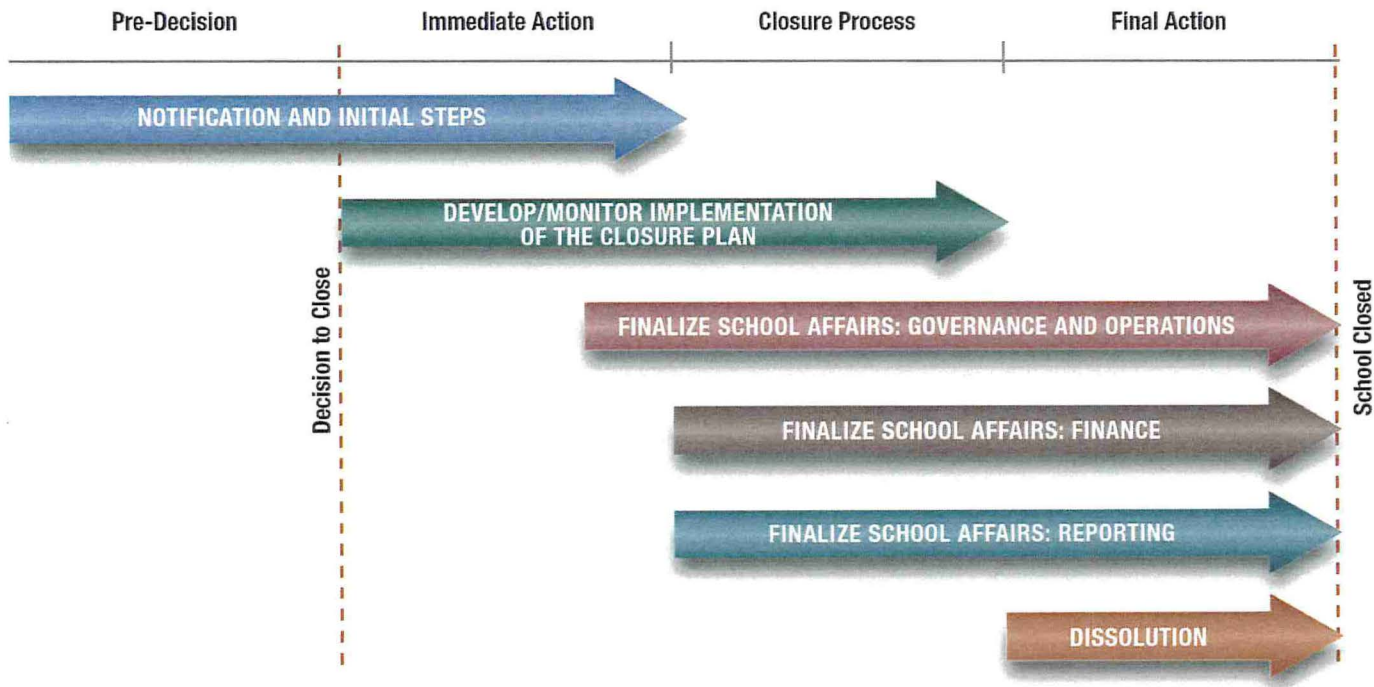 Pre-Decision
Immediate Action
Closure Process
Final Action
NOTIFICATION AND INITIAL STEPS
DEVELOP/MONITOR IMPLEMENTATION
OF THE CLOSURE PLAN
Decision to Close
FINALIZE SCHOOL AFFAIRS: GOVERNANCE AND OPERATIONS
School Closed
FINALIZE SCHOOL AFFAIRS: FINANCE
FINALIZE SCHOOL AFFAIRS: REPORTING
DISSOLUTION